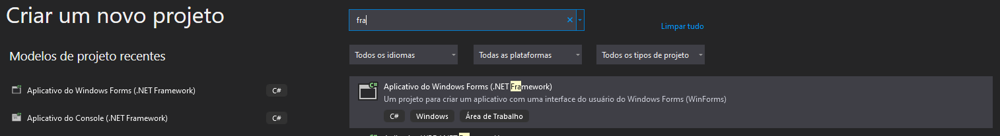 Criar um novo projeto
fra
Limpar tudo
Modelos de projeto recentes
Todos os idiomas
Todas as plataformas
Todos os tipos de projeto
Aplicativo do Windows Forms (.NET Framework)
C#
Aplicativo do Console (.NET Framework)
C#
C#
Aplicativo do Windows Forms (.NET Framework)
Um projeto para criar um aplicativo com uma interface do usuário do Windows Forms (WinForms)
C#
Windows
Área de Trabalho